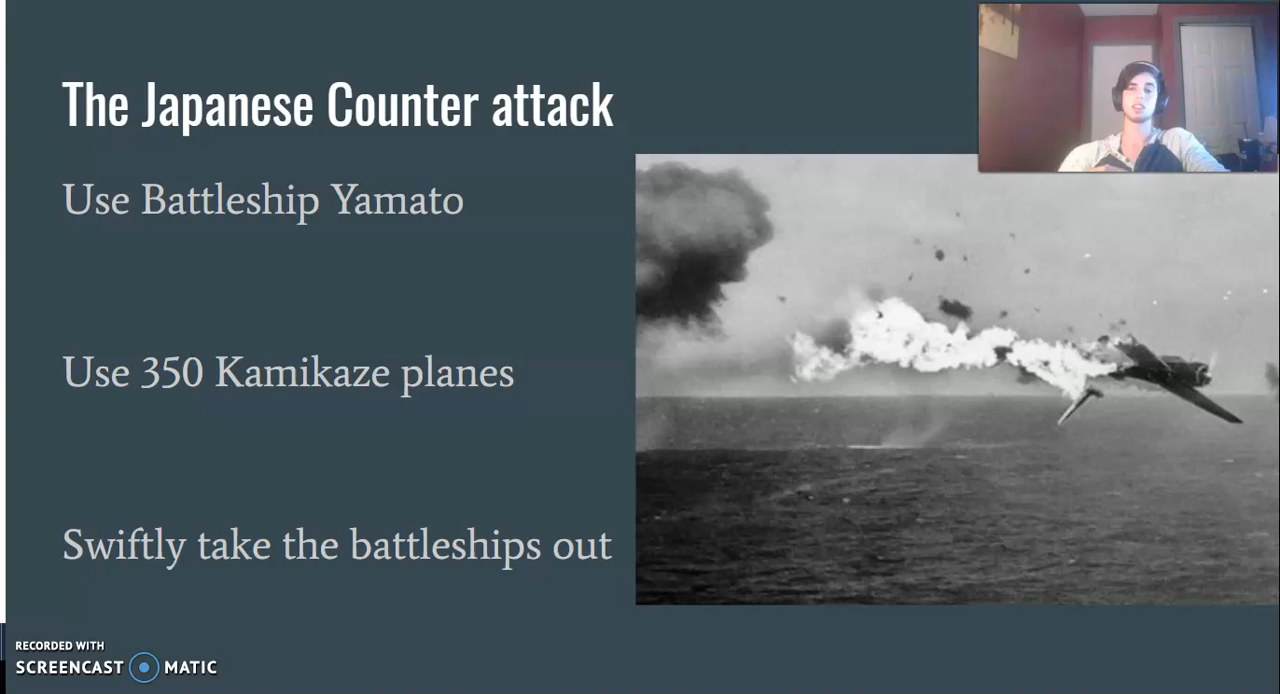 The Japanese Counter attack
Use Battleship Yamato
Use 350 Kamikaze planes
Swiftly take the battleships out
RECORDED WITH
SCREENCAST MATIC